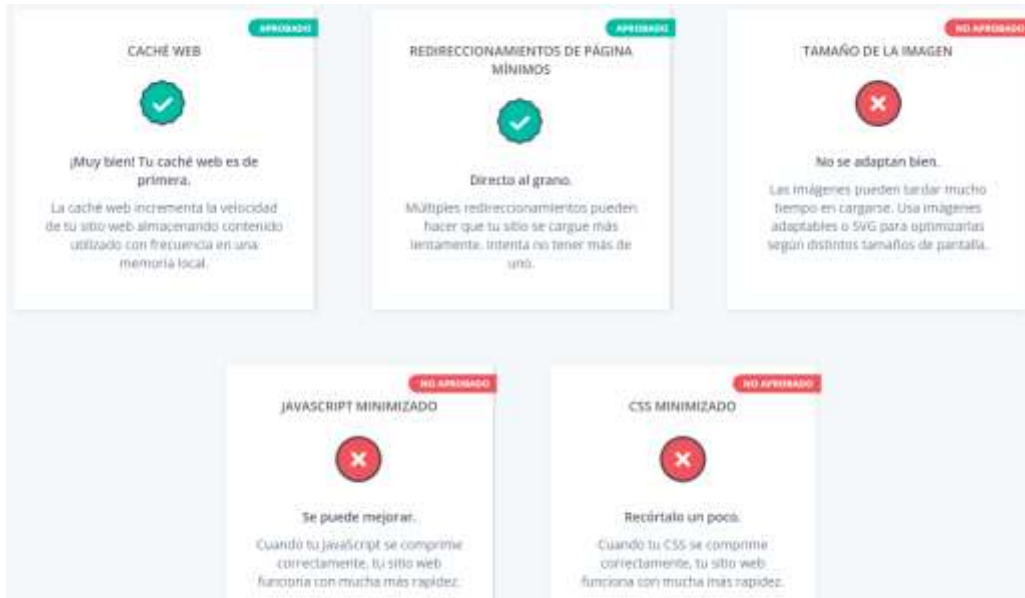 APROBADO
CACHÉ WEB
¡Muy bien! Tu caché web es de
primera.
La caché web incrementa la velocidad
de tu sitio web almacenando contenido
utilizado con frecuencia en una
memoria local.
APROBADO
REDIRECCIONAMIENTOS DE PÁGINA
MÍNIMOS
Directo al grano.
Múltiples redireccionamientos pueden
hacer que tu sitio se cargue más
lentamente. Intenta no tener más de
uno.
NO APROBADO
TAMAÑO DE LA IMAGEN
No se adaptan bien.
Las imágenes pueden tardar mucho
tiempo en cargarse. Usa imágenes
adaptables o SVG para optimizarlas
según distintos tamaños de pantalla.
NO APROBADO
JAVASCRIPT MINIMIZADO
Se puede mejorar.
Cuando tu JavaScript se comprime
correctamente, tu sitio web
funciona con mucha más rapidez.
NO APROBADO
CSS MINIMIZADO
Recórtalo un poco.
Cuando tu CSS se comprime
correctamente, tu sitio web
funciona con mucha más rapidez.